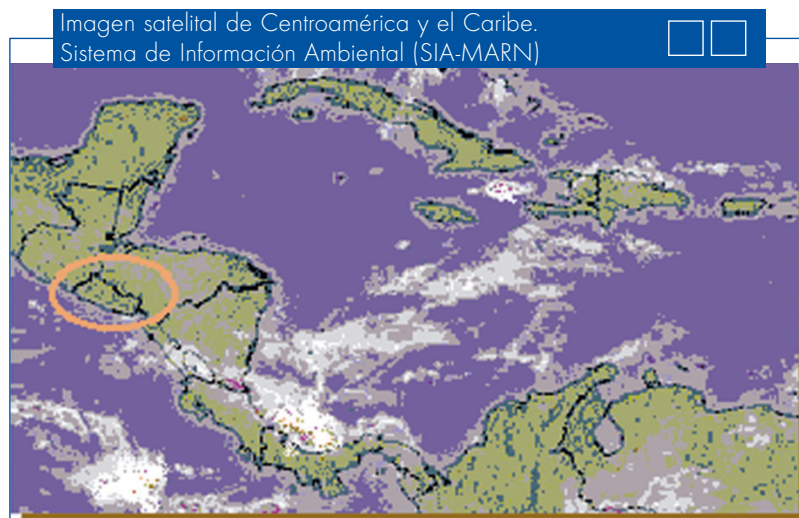 Imagen satelital de Centroamérica y el Caribe.
Sistema de Información Ambiental (SIA-MARN)